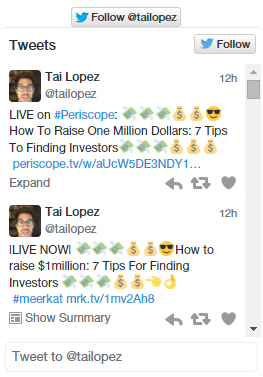 Follow @tailopez
Tweets
Follow
Tai Lopez 12h
@tailopez
LIVE on #Periscope: 💸💸💰💰😎
How To Raise One Million Dollars: 7 Tips
To Finding Investors💸💸💸💰💰💰
periscope.tv/w/aUcW5DE3NDY1…
Expand
Tai Lopez 12h
@tailopez
lLIVE NOWl 💸💸💸💰💰😎How to
raise $1million: 7 Tips For Finding
Investors 💸💸💸💰💰👈👌
#meerkat mrk.tv/1mv2Ah8
Show Summary
Tweet to @tailopez